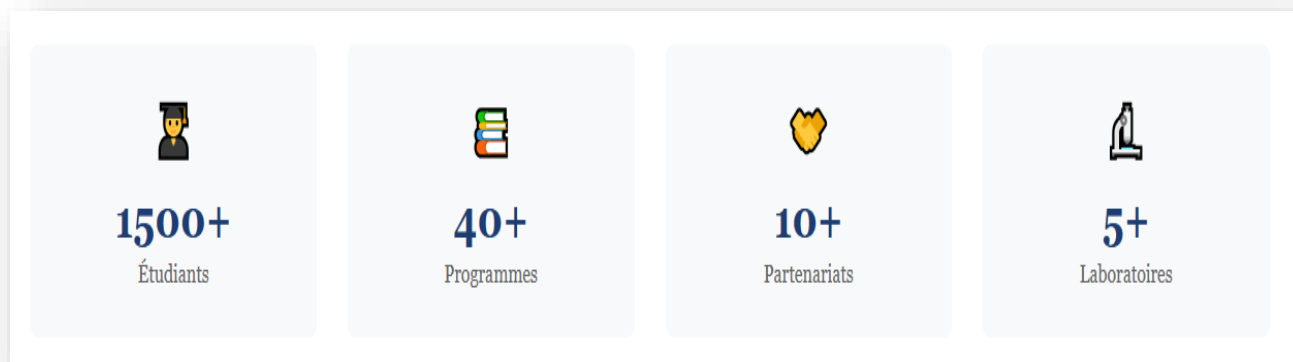 1500+
Étudiants
40+
Programmes
10+
Partenariats
5+
Laboratoires